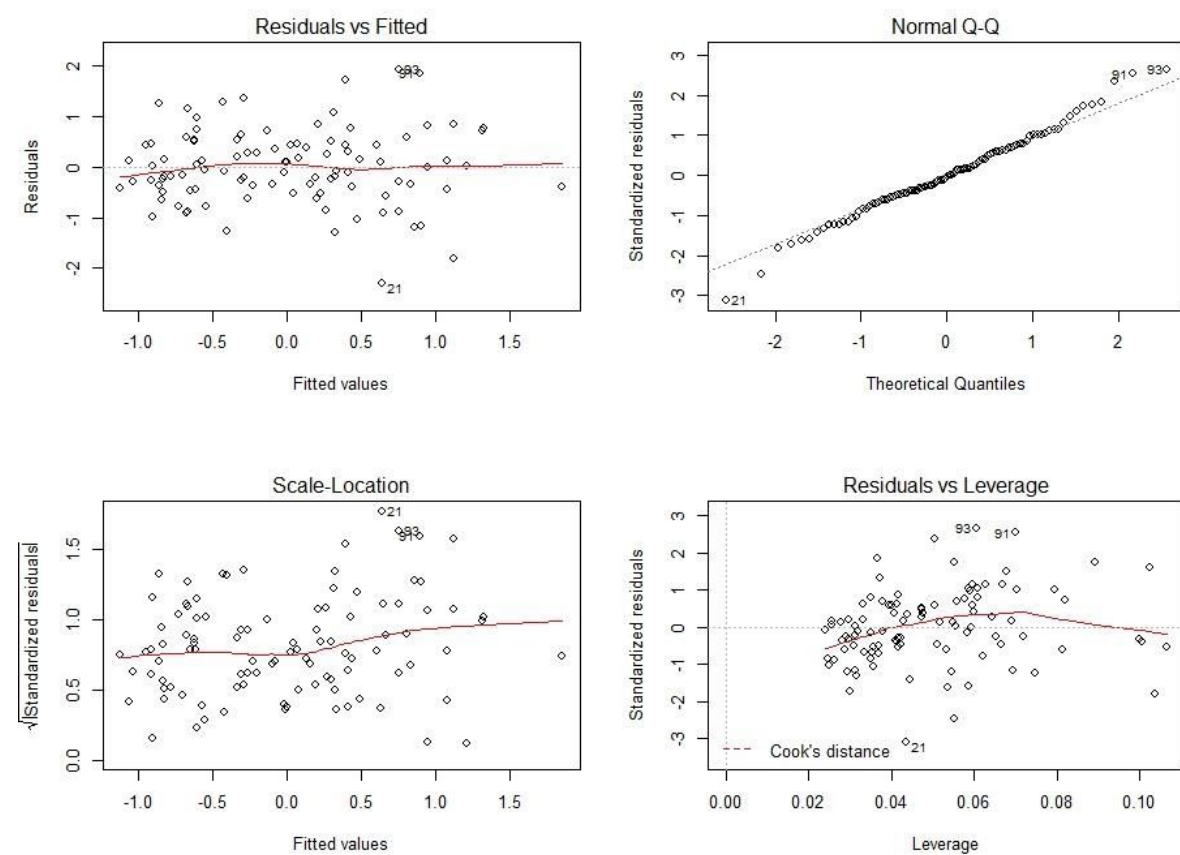 Residuals vs Fitted
Residuals
2
1
0
-1
-2
93
91
21
-1.0 -0.5 0.0 0.5 1.0 1.5
Fitted values
Normal Q-Q
Standardized residuals
3
2
1
0
-1
-2
-3
91 93
21
-2 -1 0 1 2
Theoretical Quantiles
Scale-Location
√|Standardized residuals|
1.5
1.0
0.5
0.0
21
93
91
-1.0 -0.5 0.0 0.5 1.0 1.5
Fitted values
Residuals vs Leverage
Standardized residuals
3
2
1
0
-1
-2
-3
93 91
21
Cook's distance
0.00 0.02 0.04 0.06 0.08 0.10
Leverage